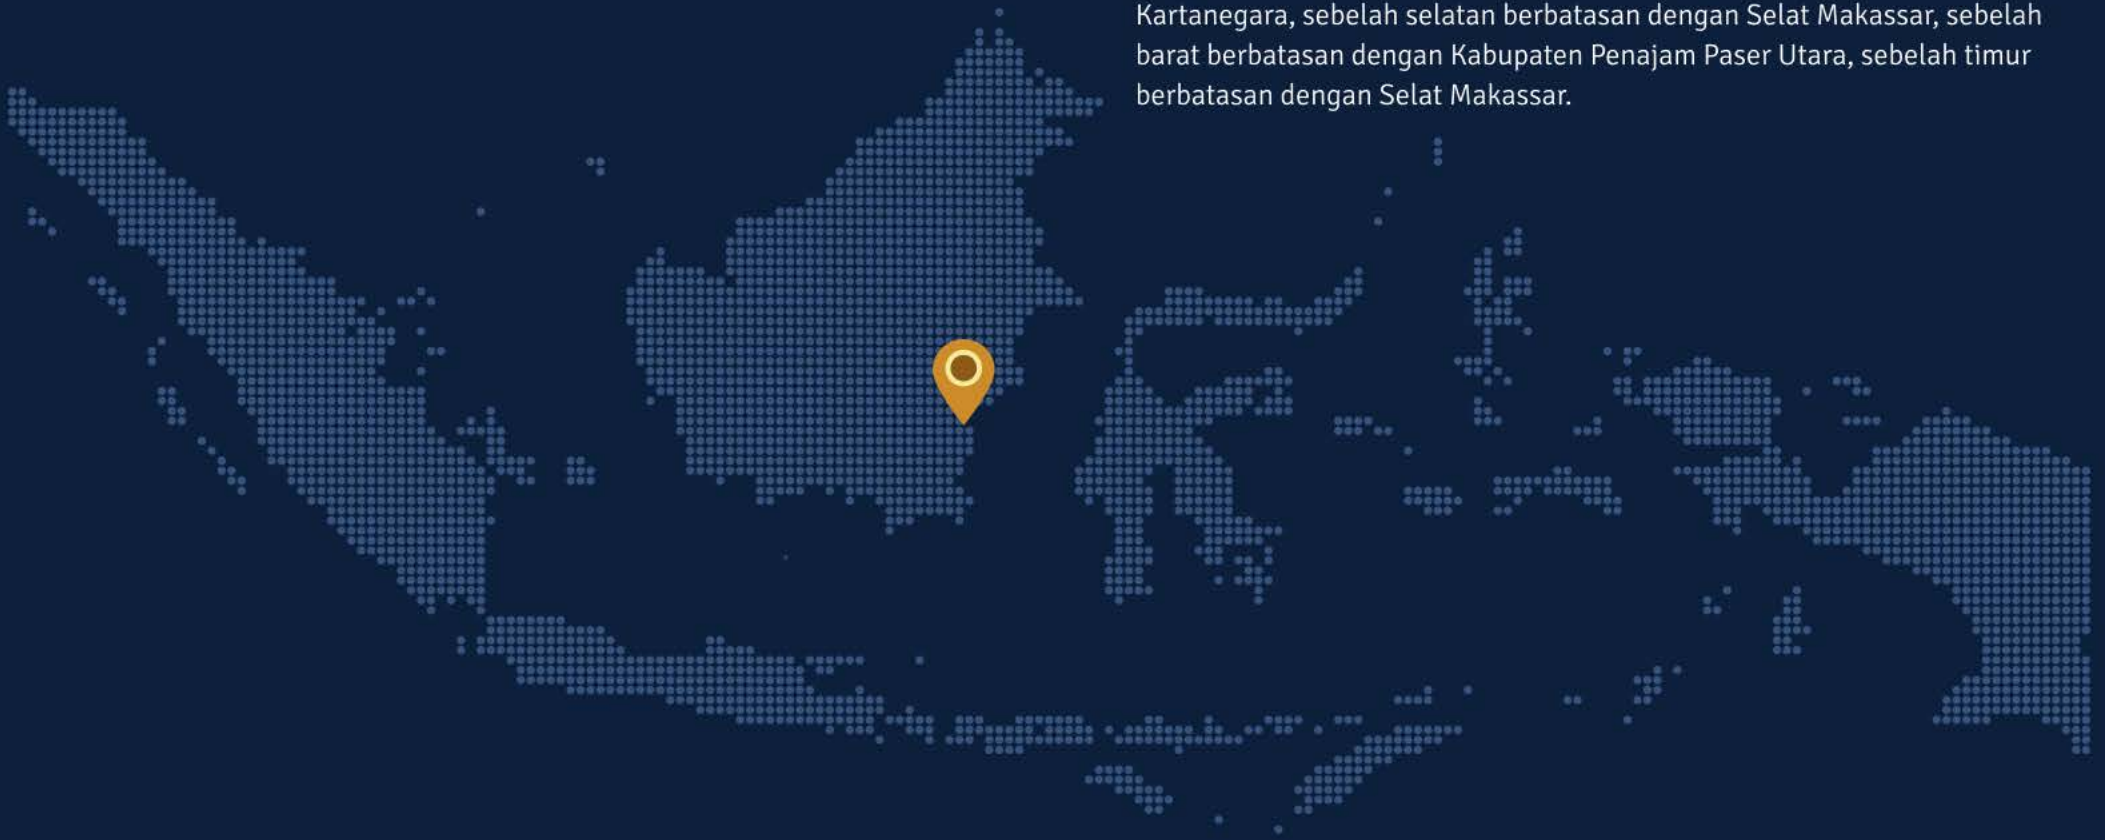 Kartanegara, sebelah selatan berbatasan dengan Selat Makassar, sebelah
barat berbatasan dengan Kabupaten Penajam Paser Utara, sebelah timur
berbatasan dengan Selat Makassar.